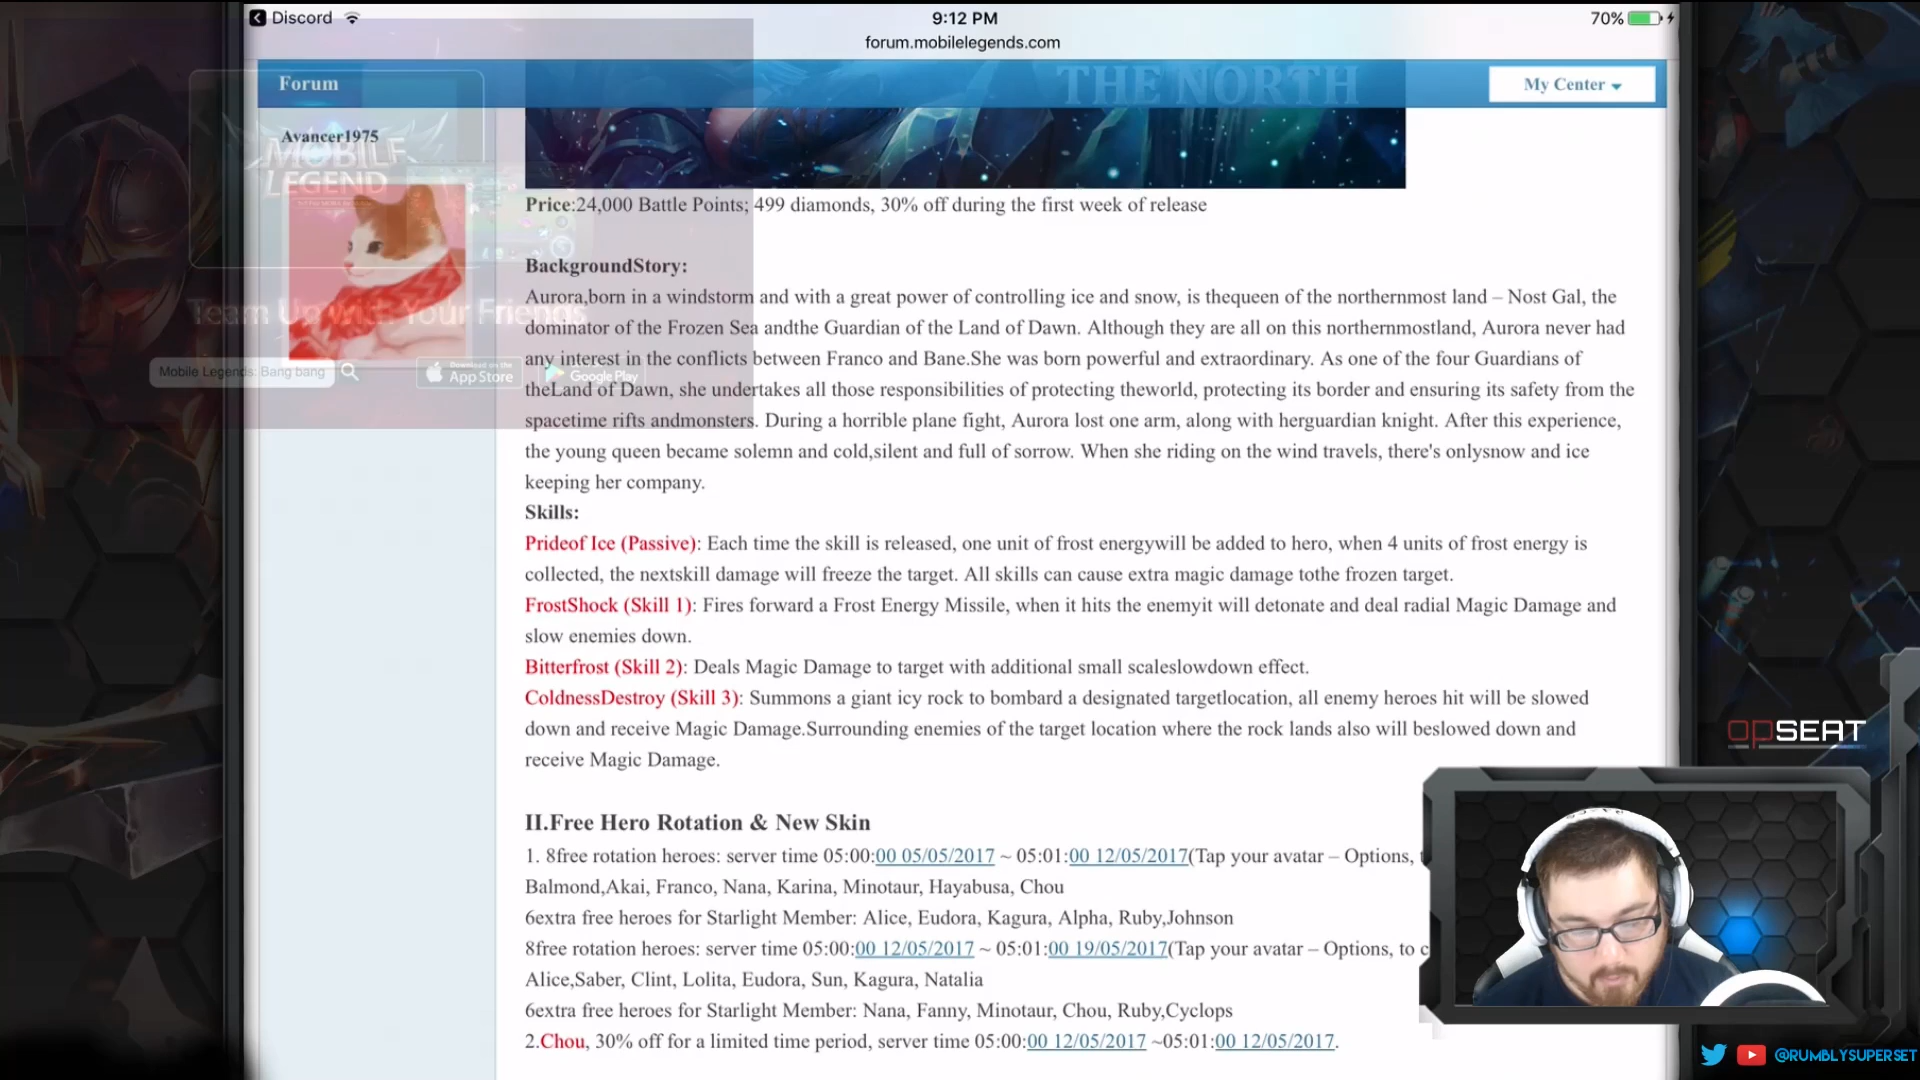 Discord
9:12 PM
70%
forum.mobilelegends.com
Forum
THE NORTH
My Center
Avancer1975
MOBILE
LEGEND
Team Up With Your Friends
Mobile Legends: Bang bang
Download on the
App Store
Google Play
Price:24,000 Battle Points; 499 diamonds, 30% off during the first week of release
BackgroundStory:
Aurora,born in a windstorm and with a great power of controlling ice and snow, is thequeen of the northernmost land – Nost Gal, the
dominator of the Frozen Sea andthe Guardian of the Land of Dawn. Although they are all on this northernmostland, Aurora never had
any interest in the conflicts between Franco and Bane.She was born powerful and extraordinary. As one of the four Guardians of
theLand of Dawn, she undertakes all those responsibilities of protecting theworld, protecting its border and ensuring its safety from the
spacetime rifts andmonsters. During a horrible plane fight, Aurora lost one arm, along with herguardian knight. After this experience,
the young queen became solemn and cold,silent and full of sorrow. When she riding on the wind travels, there's onlysnow and ice
keeping her company.
Skills:
Prideof Ice (Passive): Each time the skill is released, one unit of frost energywill be added to hero, when 4 units of frost energy is
collected, the nextskill damage will freeze the target. All skills can cause extra magic damage tothe frozen target.
FrostShock (Skill 1): Fires forward a Frost Energy Missile, when it hits the enemyit will detonate and deal radial Magic Damage and
slow enemies down.
Bitterfrost (Skill 2): Deals Magic Damage to target with additional small scaleslowdown effect.
ColdnessDestroy (Skill 3): Summons a giant icy rock to bombard a designated targetlocation, all enemy heroes hit will be slowed
down and receive Magic Damage.Surrounding enemies of the target location where the rock lands also will beslowed down and
receive Magic Damage.
II.Free Hero Rotation & New Skin
1. 8free rotation heroes: server time 05:00:00 05/05/2017 ~ 05:01:00 12/05/2017(Tap your avatar – Options,
Balmond,Akai, Franco, Nana, Karina, Minotaur, Hayabusa, Chou
6extra free heroes for Starlight Member: Alice, Eudora, Kagura, Alpha, Ruby,Johnson
8free rotation heroes: server time 05:00:00 12/05/2017 ~ 05:01:00 19/05/2017(Tap your avatar – Options, to c
Alice,Saber, Clint, Lolita, Eudora, Sun, Kagura, Natalia
6extra free heroes for Starlight Member: Nana, Fanny, Minotaur, Chou, Ruby,Cyclops
2.Chou, 30% off for a limited time period, server time 05:00:00 12/05/2017 ~05:01:00 12/05/2017.
opSEAT
@RUMBLYSUPERSET